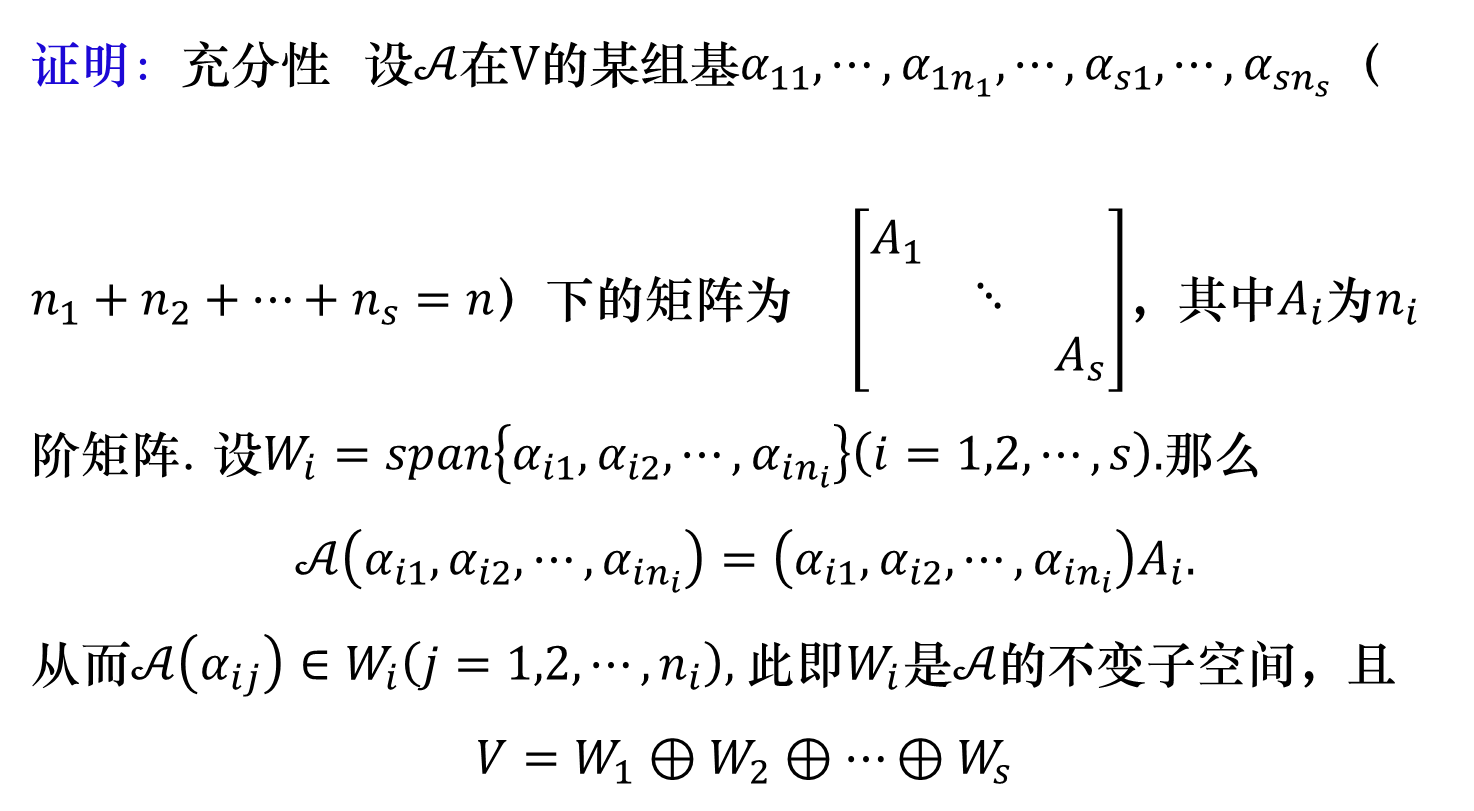 证明：充分性 设𝒜在V的某组基α₁₁,⋯,α₁ₙ₁,⋯,αₛ₁,⋯,αₛₙₛ（
n₁ + n₂ + ⋯ + nₛ = n）下的矩阵为 [A₁ ⋱ Aₛ]，其中Aᵢ为nᵢ
阶矩阵. 设Wᵢ = span{αᵢ₁, αᵢ₂, ⋯, αᵢₙᵢ}(i = 1,2,⋯,s).那么
𝒜(αᵢ₁, αᵢ₂, ⋯, αᵢₙᵢ) = (αᵢ₁, αᵢ₂, ⋯, αᵢₙᵢ)Aᵢ.
从而𝒜(αᵢⱼ) ∈ Wᵢ(j = 1,2,⋯,nᵢ), 此即Wᵢ是𝒜的不变子空间，且
V = W₁ ⊕ W₂ ⊕ ⋯ ⊕ Wₛ